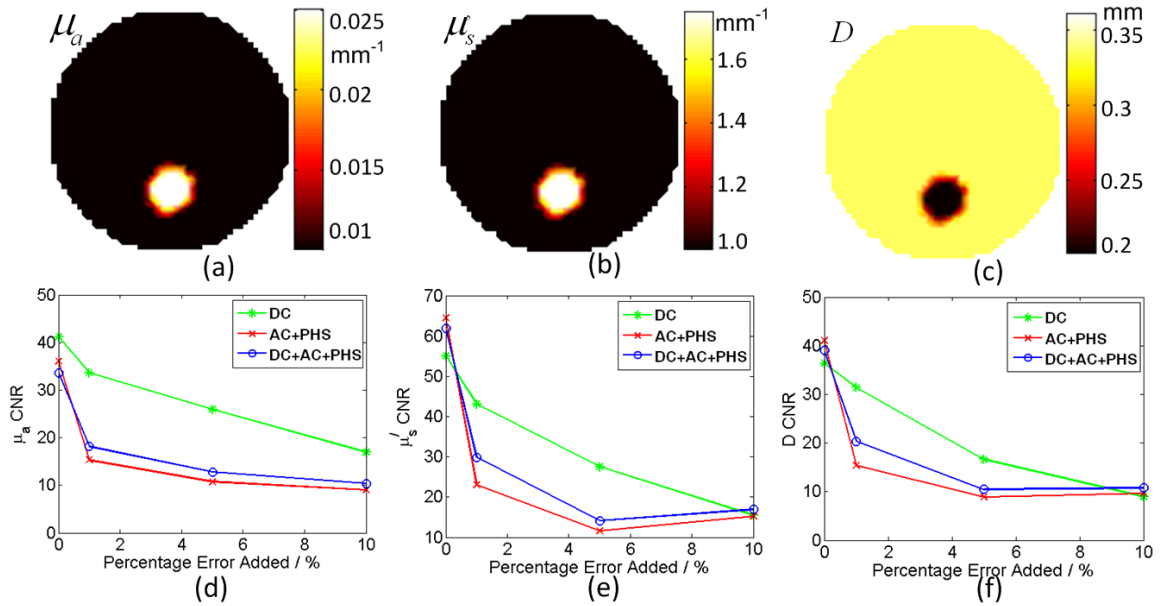 μa
0.025
mm⁻¹
0.02
0.015
0.01
(a)
μ's
mm⁻¹
1.6
1.4
1.2
1.0
(b)
D
mm
0.35
0.3
0.25
0.2
(c)
50
40
30
20
10
0
μa CNR
DC
AC+PHS
DC+AC+PHS
0 2 4 6 8 10
Percentage Error Added / %
(d)
70
60
50
40
30
20
10
μs' CNR
DC
AC+PHS
DC+AC+PHS
0 2 4 6 8 10
Percentage Error Added / %
(e)
50
40
30
20
10
0
D CNR
DC
AC+PHS
DC+AC+PHS
0 2 4 6 8 10
Percentage Error Added / %
(f)